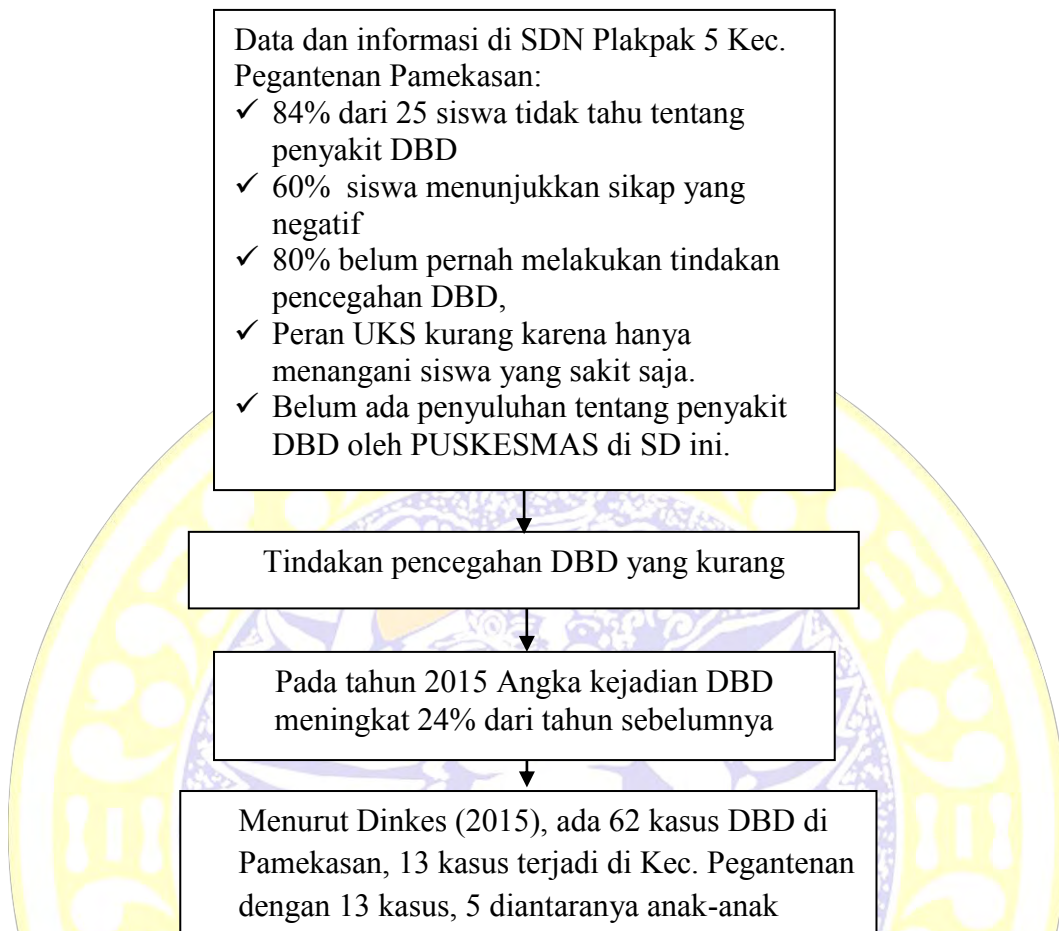 Data dan informasi di SDN Plakpak 5 Kec.
Pegantenan Pamekasan:
✓ 84% dari 25 siswa tidak tahu tentang
penyakit DBD
✓ 60% siswa menunjukkan sikap yang
negatif
✓ 80% belum pernah melakukan tindakan
pencegahan DBD,
✓ Peran UKS kurang karena hanya
menangani siswa yang sakit saja.
✓ Belum ada penyuluhan tentang penyakit
DBD oleh PUSKESMAS di SD ini.
Tindakan pencegahan DBD yang kurang
Pada tahun 2015 Angka kejadian DBD
meningkat 24% dari tahun sebelumnya
Menurut Dinkes (2015), ada 62 kasus DBD di
Pamekasan, 13 kasus terjadi di Kec. Pegantenan
dengan 13 kasus, 5 diantaranya anak-anak